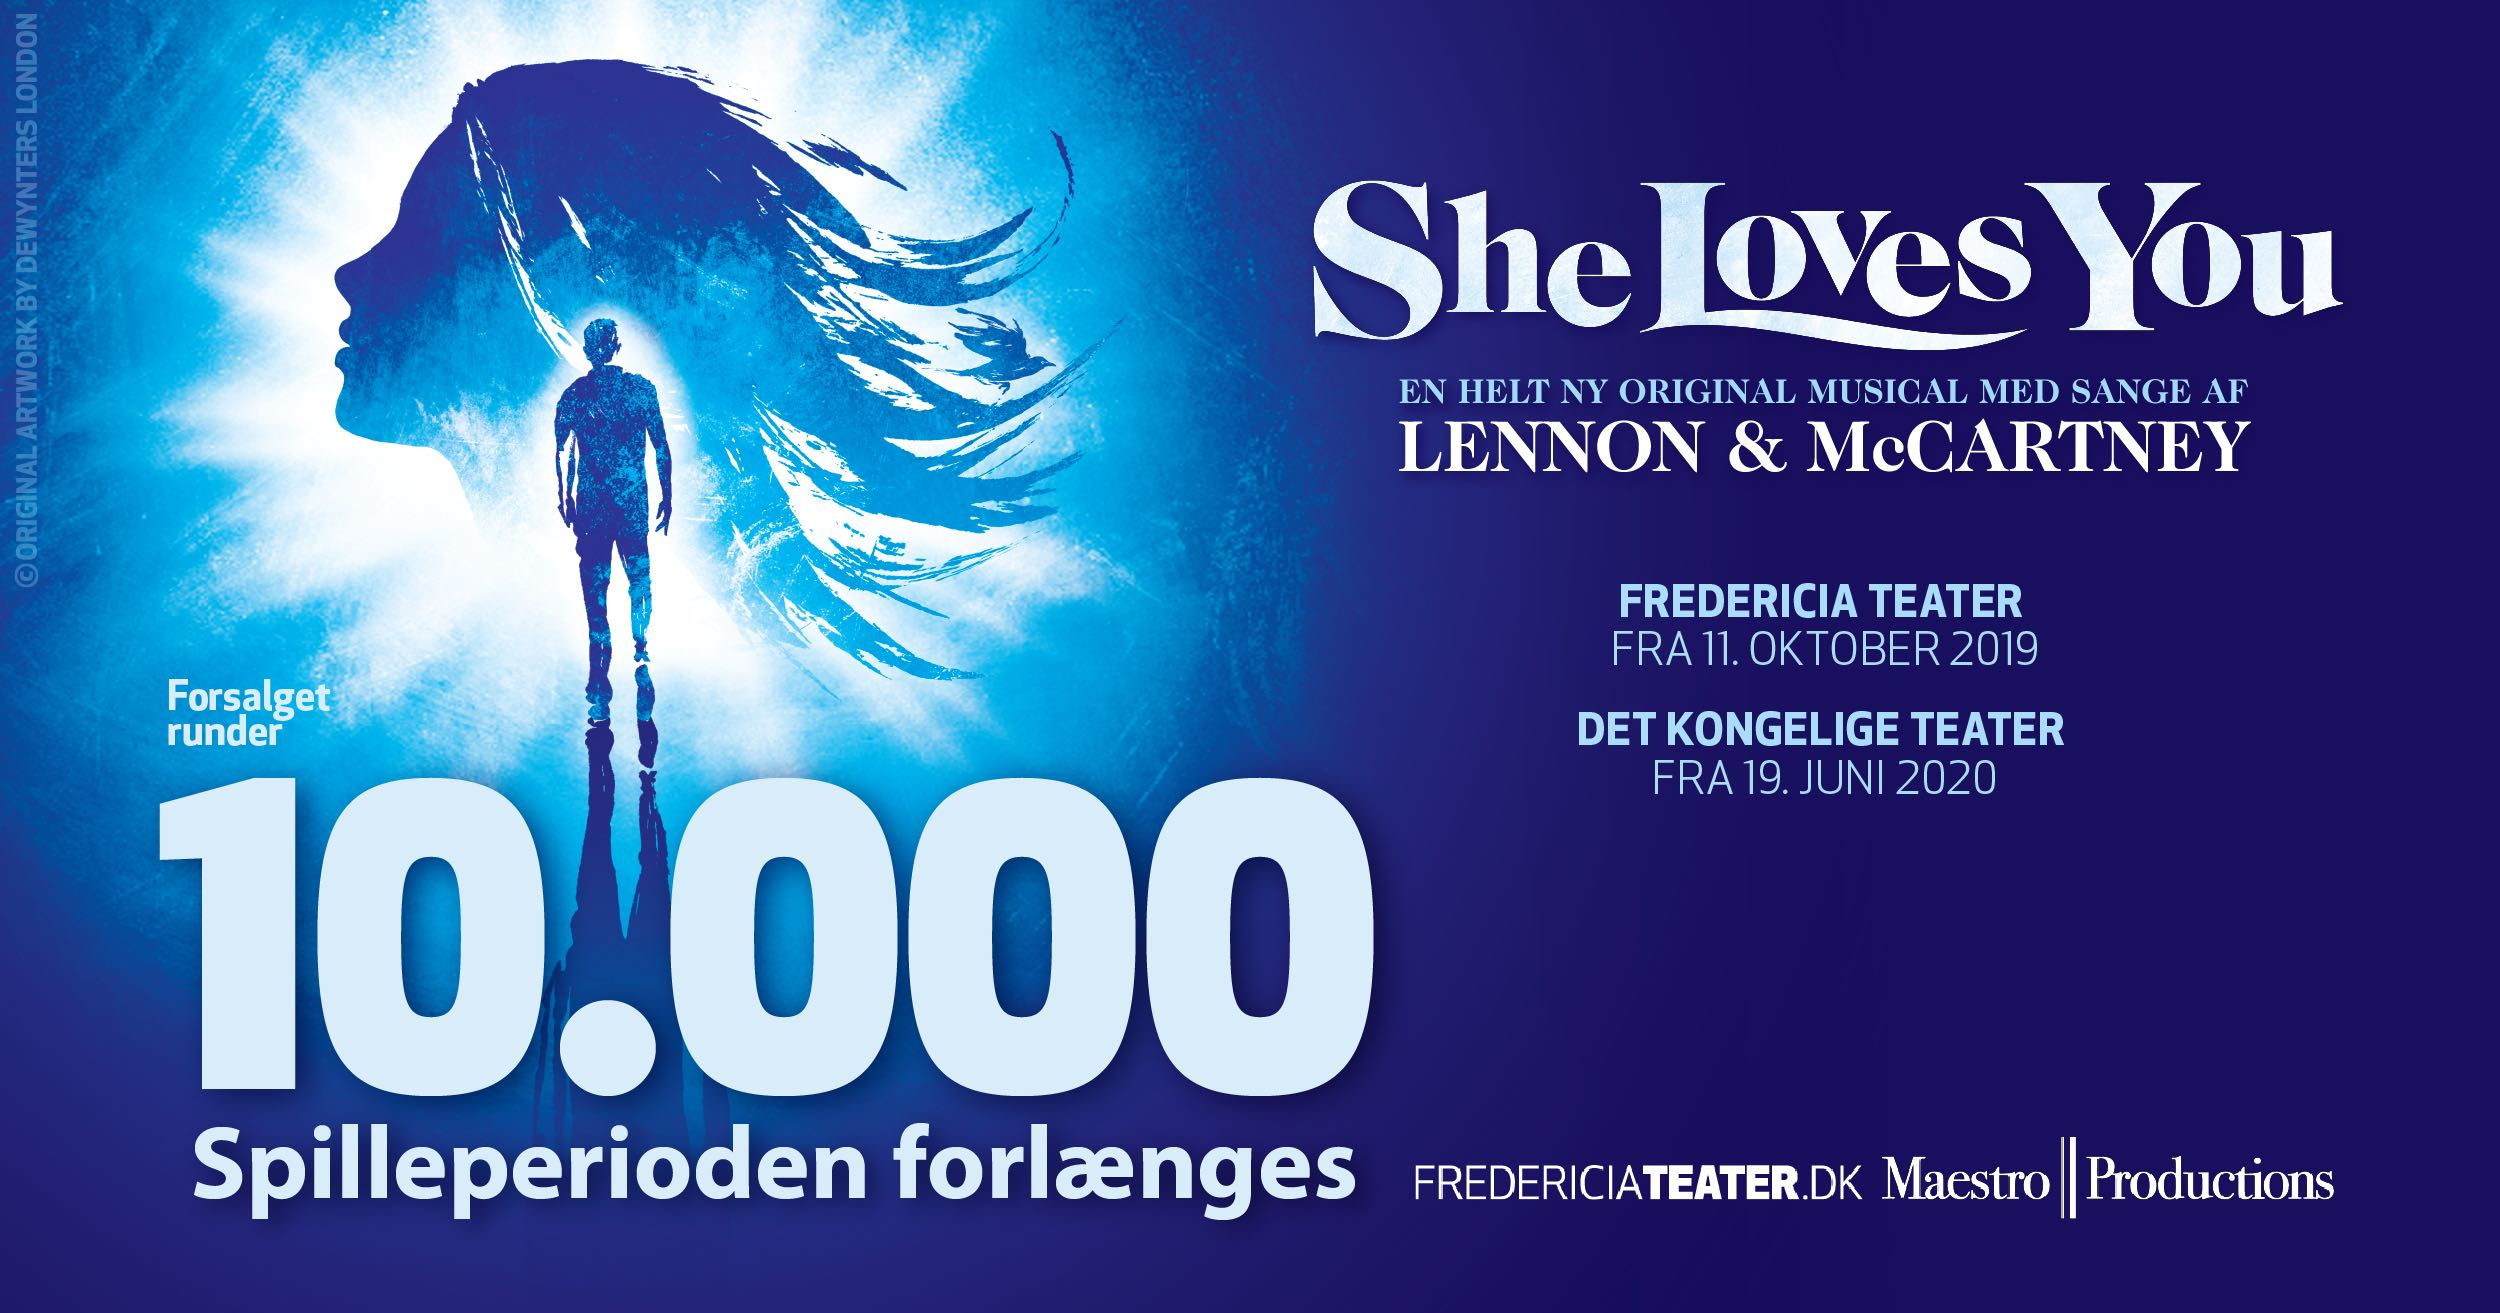 © ORIGINAL ARTWORK BY DEWYNTERS LONDON
She Loves You
EN HELT NY ORIGINAL MUSICAL MED SANGE AF
LENNON & McCARTNEY
FREDERICIA TEATER
FRA 11. OKTOBER 2019
DET KONGELIGE TEATER
FRA 19. JUNI 2020
Forsalget
runder
10.000
Spilleperioden forlænges
FREDERICIATEATER.DK
Maestro Productions